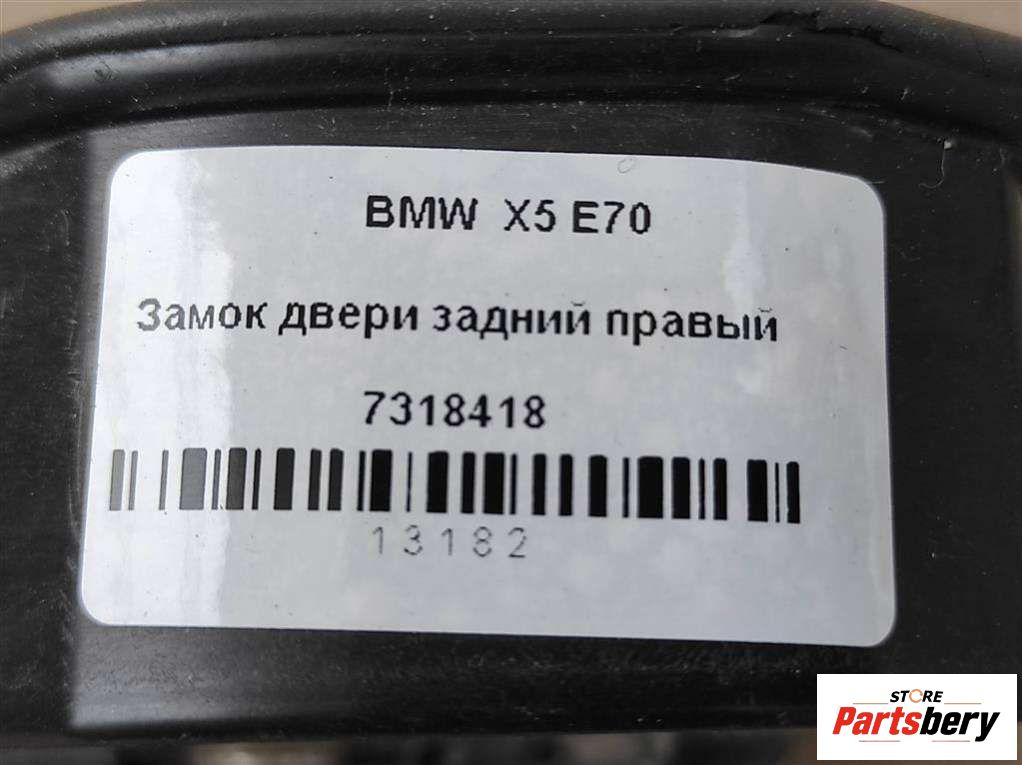 BMW X5 E70
Замок двери задний правый
7318418
13182
STORE
Partsbery